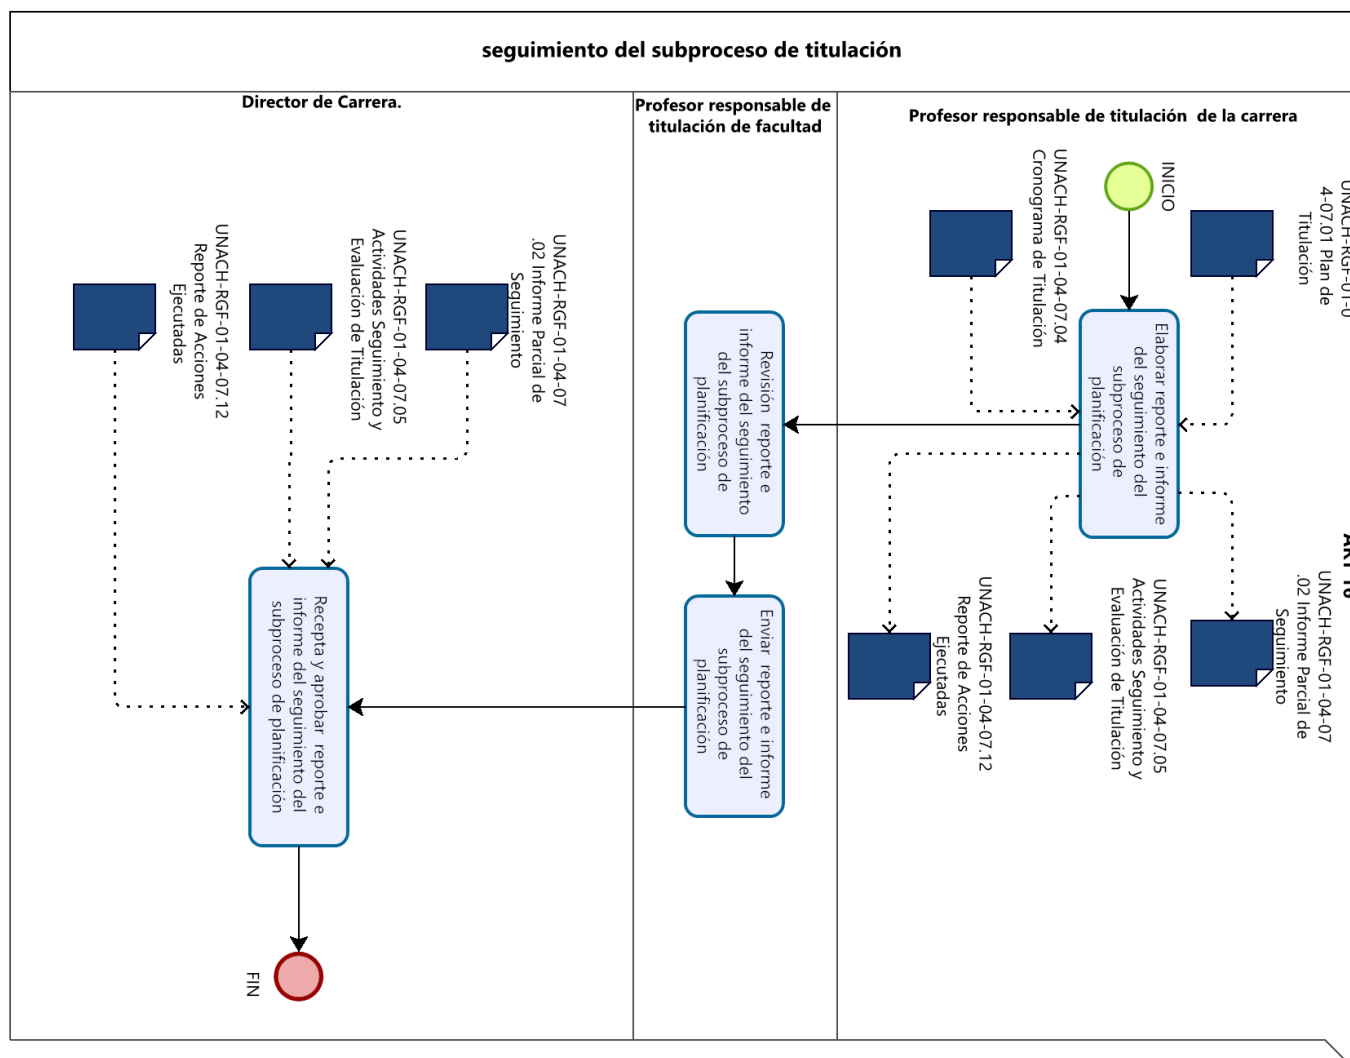 seguimiento del subproceso de titulación
Director de Carrera.
Profesor responsable de
titulación de facultad
Profesor responsable de titulación  de la carrera
INICIO
4-07.01 Plan de
Titulación
UNACH-RGF-01-04-07.04
Cronograma de Titulación
Elaborar reporte e informe
del seguimiento del
subproceso de
planificación
UNACH-RGF-01-04-07
.02 Informe Parcial de
Seguimiento
UNACH-RGF-01-04-07.05
Actividades Seguimiento y
Evaluación de Titulación
UNACH-RGF-01-04-07.12
Reporte de Acciones
Ejecutadas
Revisión  reporte e
informe del seguimiento
del subproceso de
planificación
Enviar  reporte e informe
del seguimiento del
subproceso de
planificación
UNACH-RGF-01-04-07
.02 Informe Parcial de
Seguimiento
UNACH-RGF-01-04-07.05
Actividades Seguimiento y
Evaluación de Titulación
UNACH-RGF-01-04-07.12
Reporte de Acciones
Ejecutadas
Recepta y aprobar  reporte e
informe del seguimiento del
subproceso de planificación
FIN